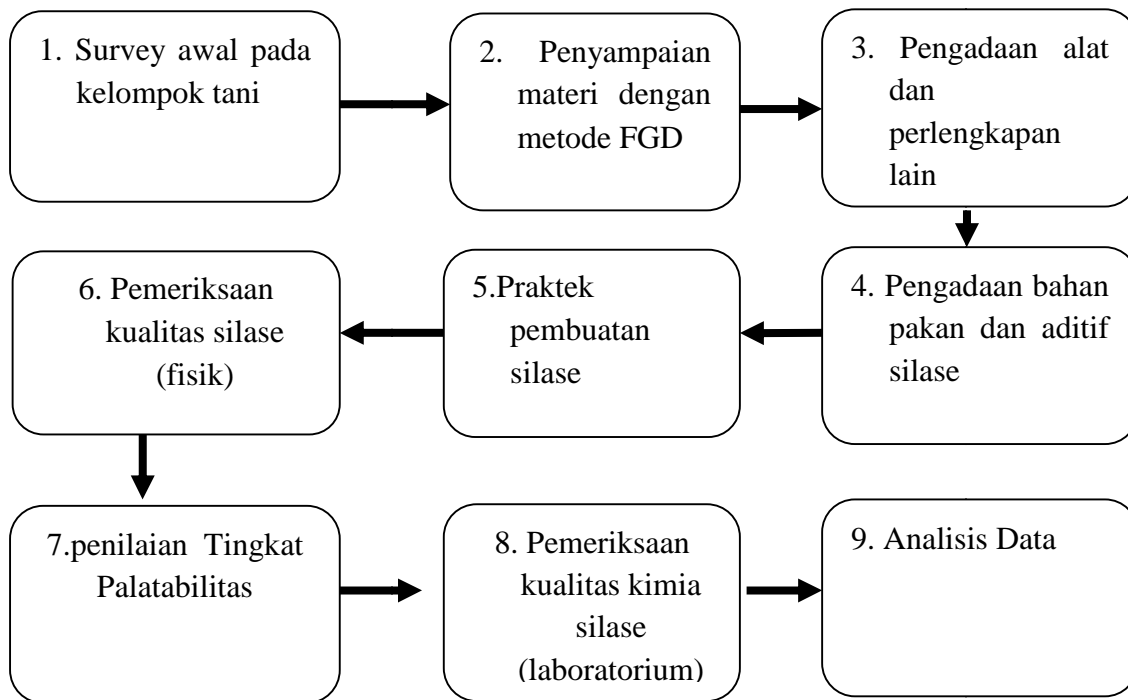 1. Survey awal pada
kelompok tani
2. Penyampaian
materi dengan
metode FGD
3. Pengadaan alat
dan
perlengkapan
lain
4. Pengadaan bahan
pakan dan aditif
silase
5.Praktek
pembuatan
silase
6. Pemeriksaan
kualitas silase
(fisik)
7.penilaian Tingkat
Palatabilitas
8. Pemeriksaan
kualitas kimia
silase
(laboratorium)
9. Analisis Data